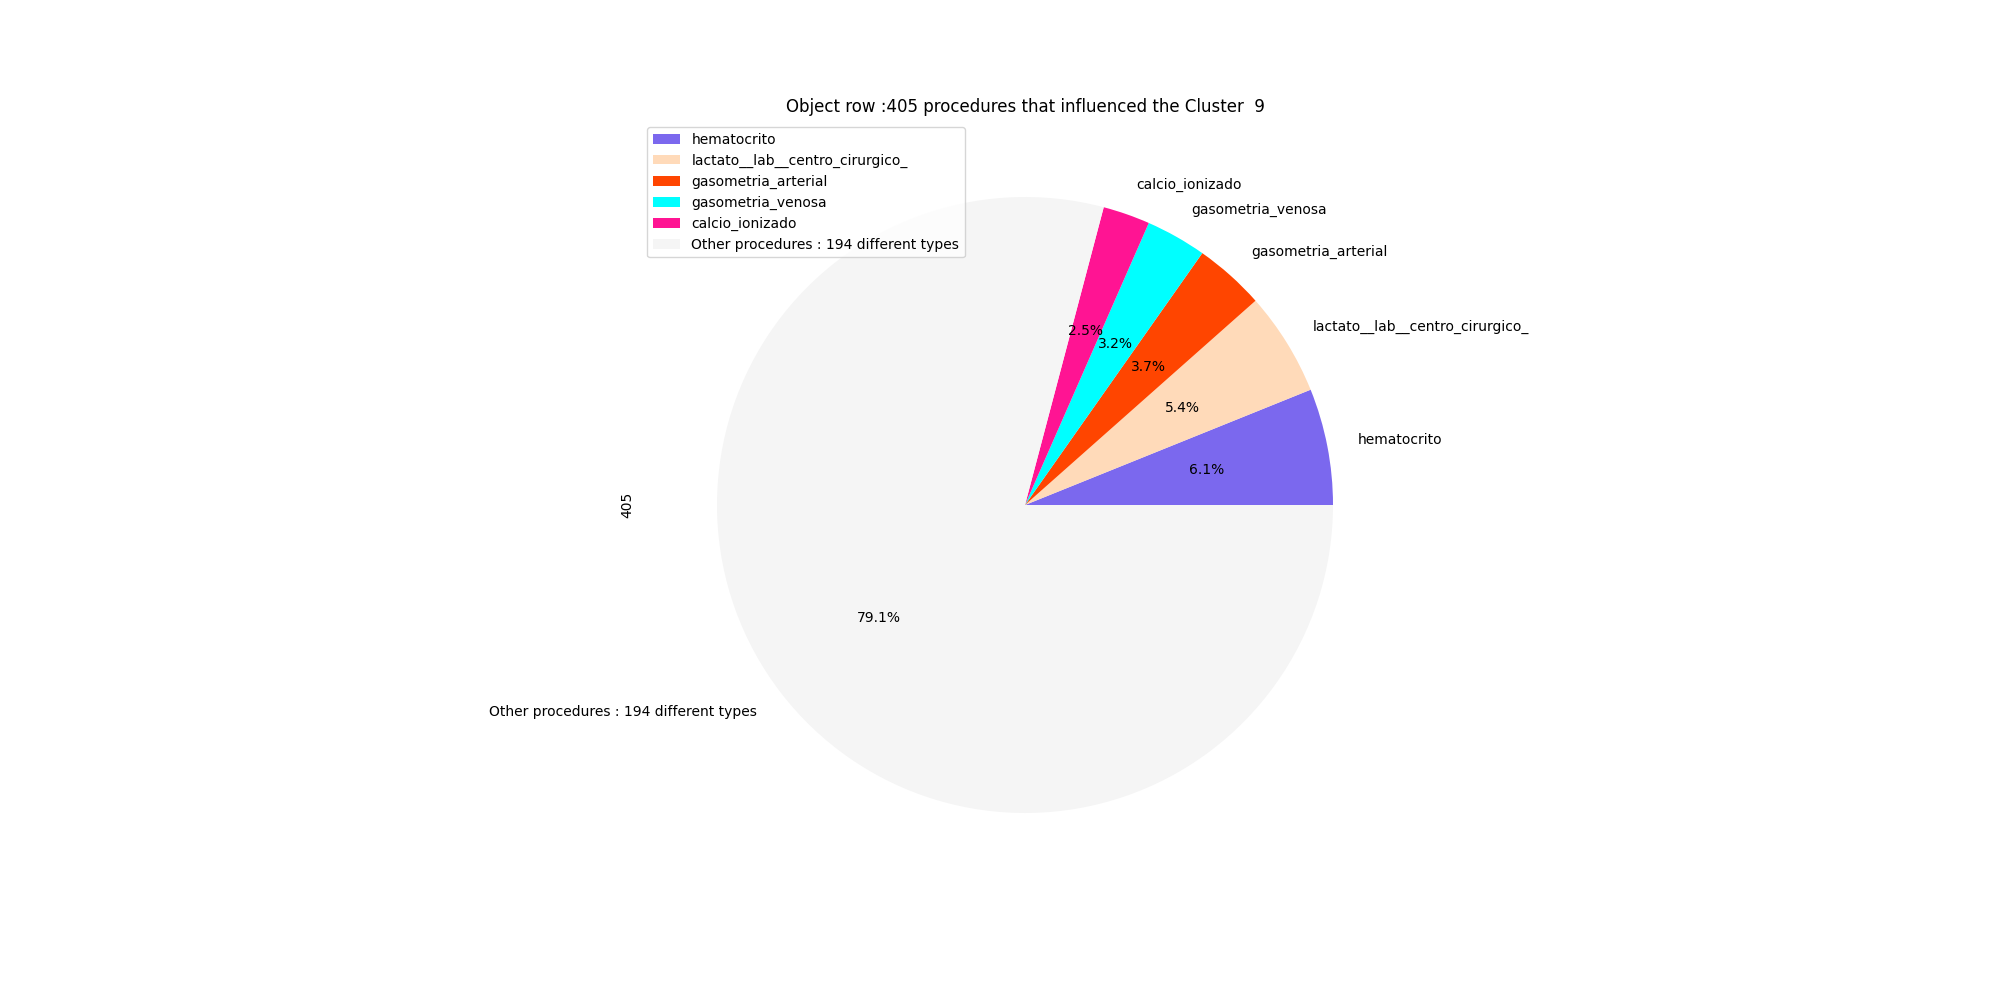 Object row :405 procedures that influenced the Cluster  9
hematocrito
lactato__lab__centro_cirurgico_
gasometria_arterial
gasometria_venosa
calcio_ionizado
Other procedures : 194 different types
calcio_ionizado
gasometria_venosa
gasometria_arterial
lactato__lab__centro_cirurgico_
hematocrito
2.5%
3.2%
3.7%
5.4%
6.1%
405
79.1%
Other procedures : 194 different types